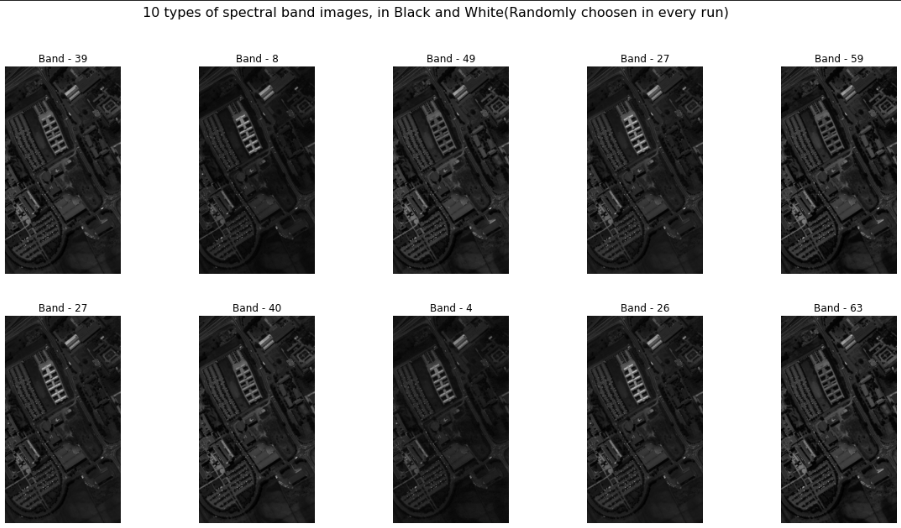 10 types of spectral band images, in Black and White(Randomly choosen in every run)
Band - 39
Band - 8
Band - 49
Band - 27
Band - 59
Band - 27
Band - 40
Band - 4
Band - 26
Band - 63